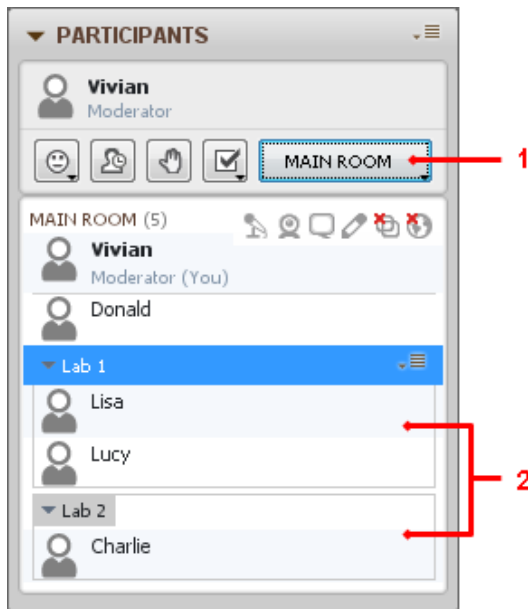 PARTICIPANTS
Vivian
Moderator
MAIN ROOM
1
MAIN ROOM (5)
Vivian
Moderator (You)
Donald
Lab 1
Lisa
Lucy
2
Lab 2
Charlie